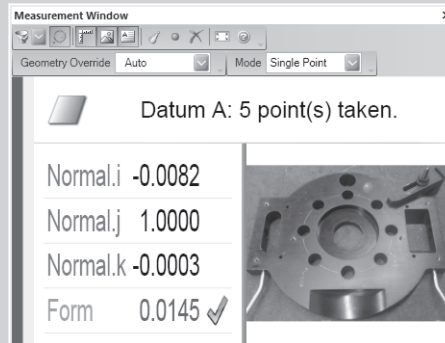 Measurement Window
Geometry Override Auto Mode Single Point
Datum A: 5 point(s) taken.
Normal.i -0.0082
Normal.j 1.0000
Normal.k -0.0003
Form 0.0145